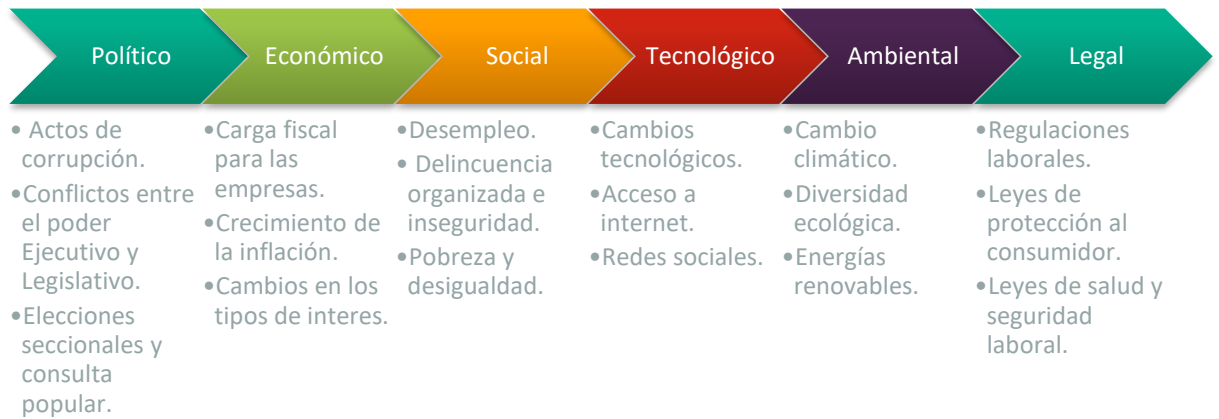 Político
• Actos de
corrupción.
•Conflictos entre
el poder
Ejecutivo y
Legislativo.
•Elecciones
seccionales y
consulta
popular.
Económico
•Carga fiscal
para las
empresas.
•Crecimiento de
la inflación.
•Cambios en los
tipos de interes.
Social
•Desempleo.
• Delincuencia
organizada e
inseguridad.
•Pobreza y
desigualdad.
Tecnológico
•Cambios
tecnológicos.
•Acceso a
internet.
•Redes sociales.
Ambiental
•Cambio
climático.
•Diversidad
ecológica.
•Energías
renovables.
Legal
•Regulaciones
laborales.
•Leyes de
protección al
consumidor.
•Leyes de salud y
seguridad
laboral.